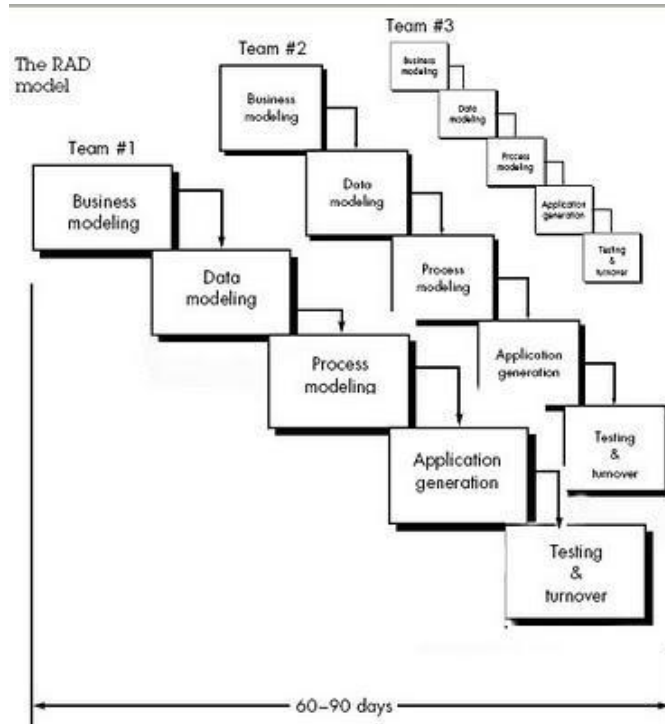 The RAD
model
Team #1
Business
modeling
Data
modeling
Process
modeling
Application
generation
Testing
&
turnover
Team #2
Business
modeling
Data
modeling
Process
modeling
Application
generation
Testing
&
turnover
Team #3
Business
modeling
Data
modeling
Process
modeling
Application
generation
Testing
&
turnover
60–90 days